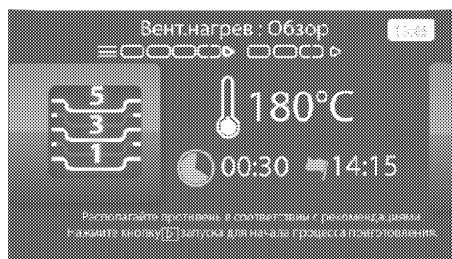 Вент.нагрев : Обзор
5
3
1
180°C
00:30
14:15
Располагайте противень в соответствии с рекомендациями.
Нажмите кнопку запуска для начала процесса приготовления.